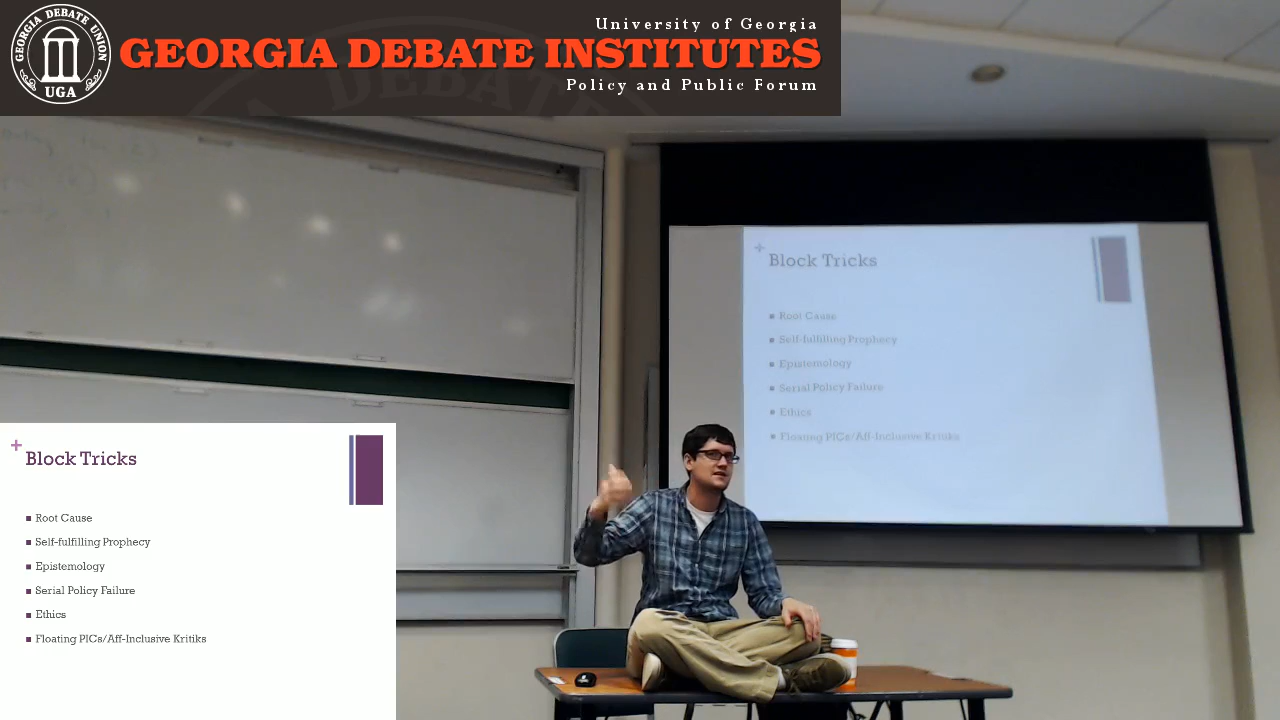 University of Georgia
GEORGIA DEBATE INSTITUTES
Policy and Public Forum
GEORGIA DEBATE UNION
UGA
Block Tricks
Root Cause
Self-fulfilling Prophecy
Epistemology
Serial Policy Failure
Ethics
Floating PICs/Aff-Inclusive Kritiks
Block Tricks
Root Cause
Self-fulfilling Prophecy
Epistemology
Serial Policy Failure
Ethics
Floating PICs/Aff-Inclusive Kritiks